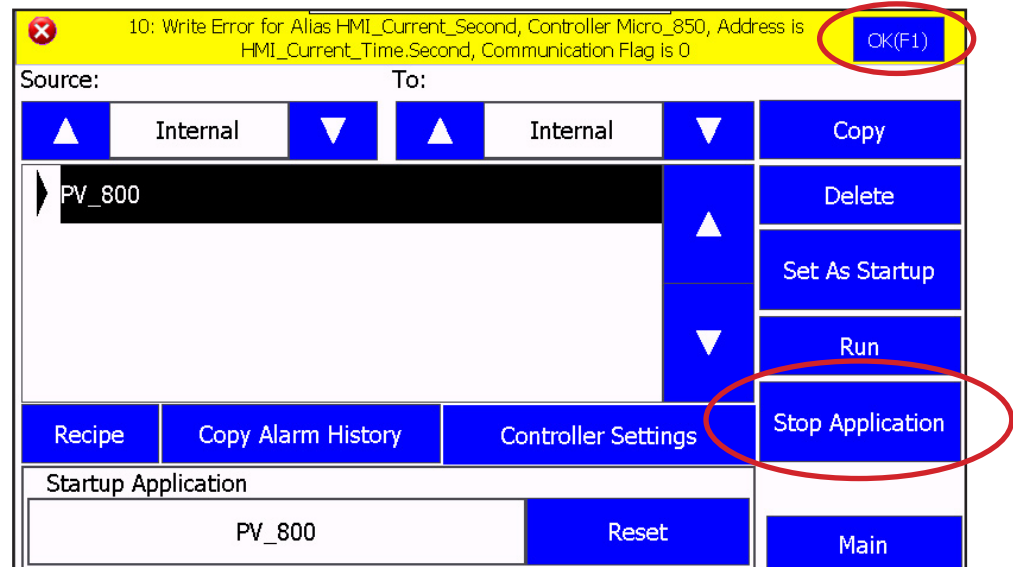 10: Write Error for Alias HMI_Current_Second, Controller Micro_850, Address is
HMI_Current_Time.Second, Communication Flag is 0
OK(F1)
Source:
To:
Internal
Internal
Copy
PV_800
Delete
Set As Startup
Run
Stop Application
Recipe
Copy Alarm History
Controller Settings
Startup Application
PV_800
Reset
Main